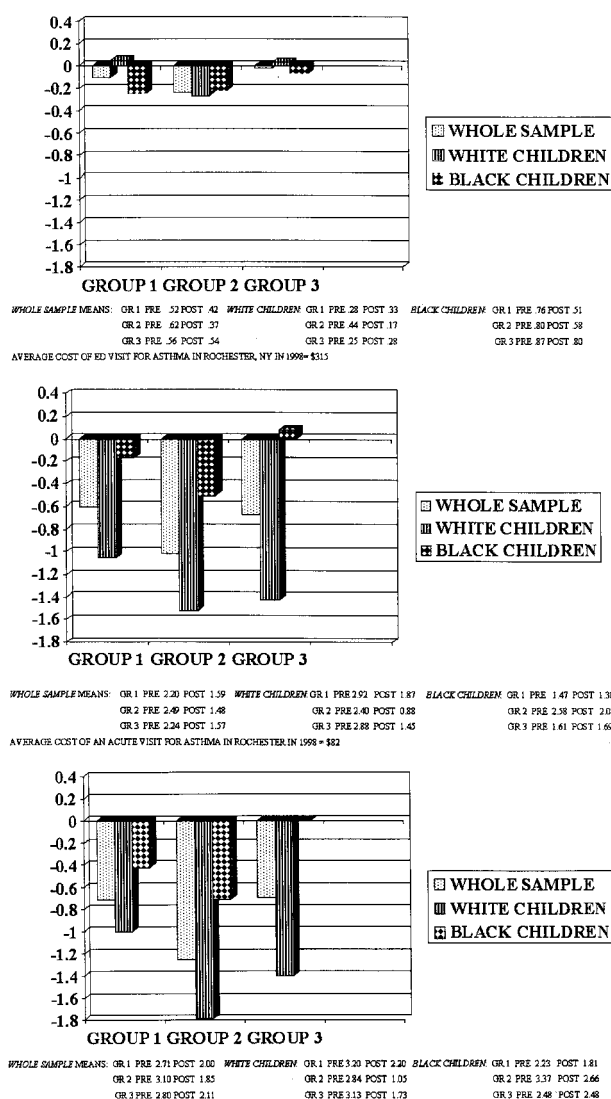 0.4
0.2
0
-0.2
-0.4
-0.6
-0.8
-1
-1.2
-1.4
-1.6
-1.8
GROUP 1 GROUP 2 GROUP 3
WHOLE SAMPLE
WHITE CHILDREN
BLACK CHILDREN
WHOLE SAMPLE MEANS: GR 1 PRE .52 POST .42 WHITE CHILDREN: GR 1 PRE .28 POST .33 BLACK CHILDREN: GR 1 PRE .76 POST .51
GR 2 PRE .62 POST .37 GR 2 PRE .44 POST .17 GR 2 PRE .80 POST .58
GR 3 PRE .56 POST .54 GR 3 PRE .25 POST .28 GR 3 PRE .87 POST .80
AVERAGE COST OF ED VISIT FOR ASTHMA IN ROCHESTER, NY IN 1998= $315
0.4
0.2
0
-0.2
-0.4
-0.6
-0.8
-1
-1.2
-1.4
-1.6
-1.8
GROUP 1 GROUP 2 GROUP 3
WHOLE SAMPLE
WHITE CHILDREN
BLACK CHILDREN
WHOLE SAMPLE MEANS: GR 1 PRE 2.20 POST 1.59 WHITE CHILDREN: GR 1 PRE 2.92 POST 1.87 BLACK CHILDREN: GR 1 PRE 1.47 POST
GR 2 PRE 2.49 POST 1.48 GR 2 PRE 2.40 POST 0.88 GR 2 PRE 2.58 POST
GR 3 PRE 2.24 POST 1.57 GR 3 PRE 2.88 POST 1.45 GR 3 PRE 1.61 POST 1.69
AVERAGE COST OF AN ACUTE VISIT FOR ASTHMA IN ROCHESTER IN 1998 = $82
0.4
0.2
0
-0.2
-0.4
-0.6
-0.8
-1
-1.2
-1.4
-1.6
-1.8
GROUP 1 GROUP 2 GROUP 3
WHOLE SAMPLE
WHITE CHILDREN
BLACK CHILDREN
WHOLE SAMPLE MEANS: GR 1 PRE 2.71 POST 2.00 WHITE CHILDREN: GR 1 PRE 3.20 POST 2.20 BLACK CHILDREN: GR 1 PRE 2.23 POST 1.81
GR 2 PRE 3.10 POST 1.85 GR 2 PRE 2.84 POST 1.05 GR 2 PRE 3.37 POST 2.66
GR 3 PRE 2.80 POST 2.11 GR 3 PRE 3.13 POST 1.73 GR 3 PRE 2.48 POST 2.48